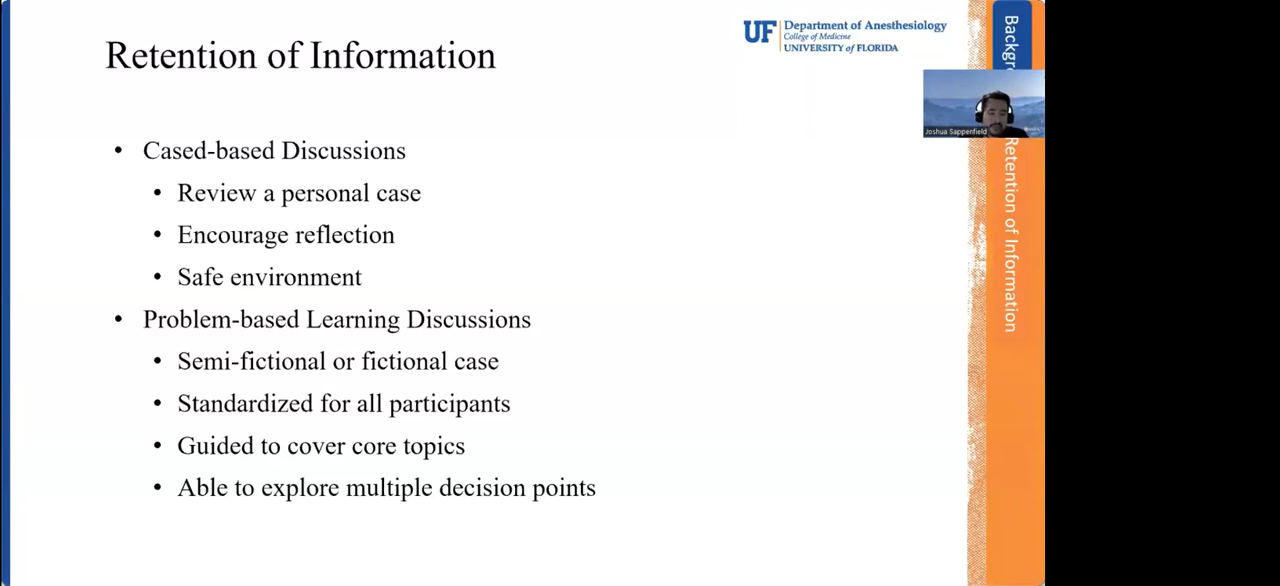 Retention of Information
UF
Department of Anesthesiology
College of Medicine
UNIVERSITY of FLORIDA
• Cased-based Discussions
• Review a personal case
• Encourage reflection
• Safe environment
• Problem-based Learning Discussions
• Semi-fictional or fictional case
• Standardized for all participants
• Guided to cover core topics
• Able to explore multiple decision points
Joshua Sappenfield
Retention of Information